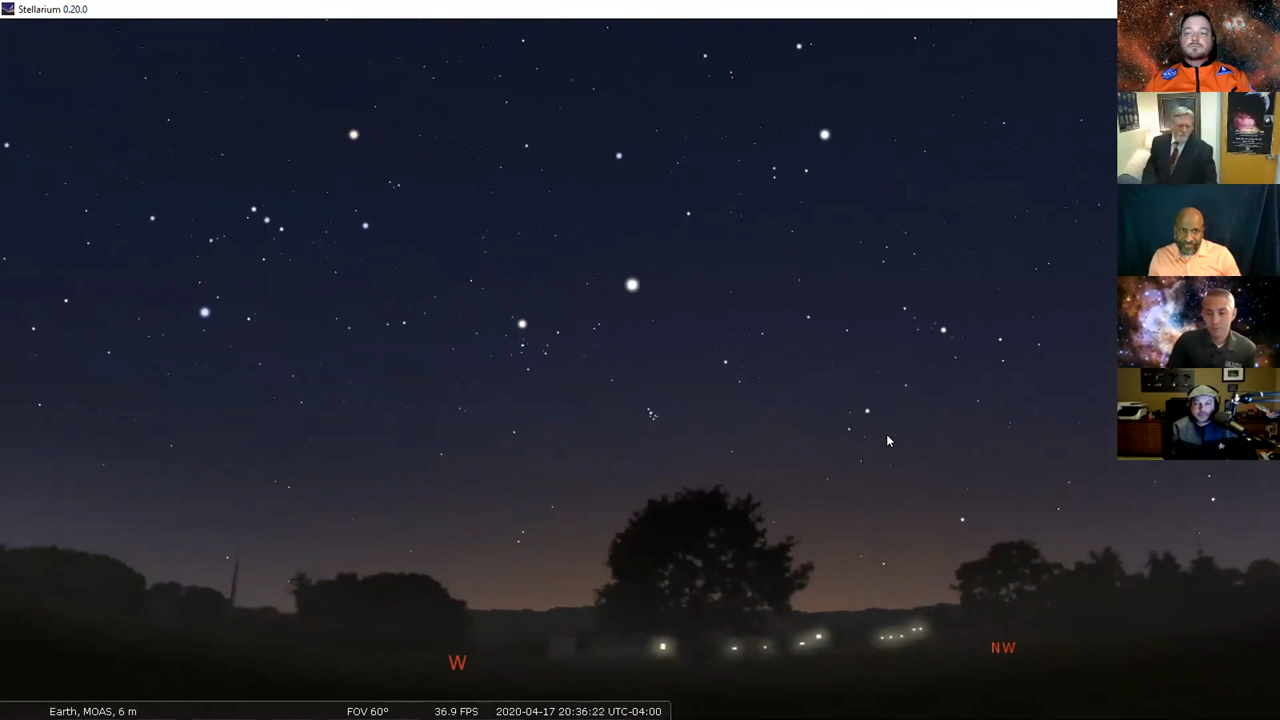 Stellarium 0.20.0
W
NW
Earth, MOAS, 6 m FOV 60° 36.9 FPS 2020-04-17 20:36:22 UTC-04:00